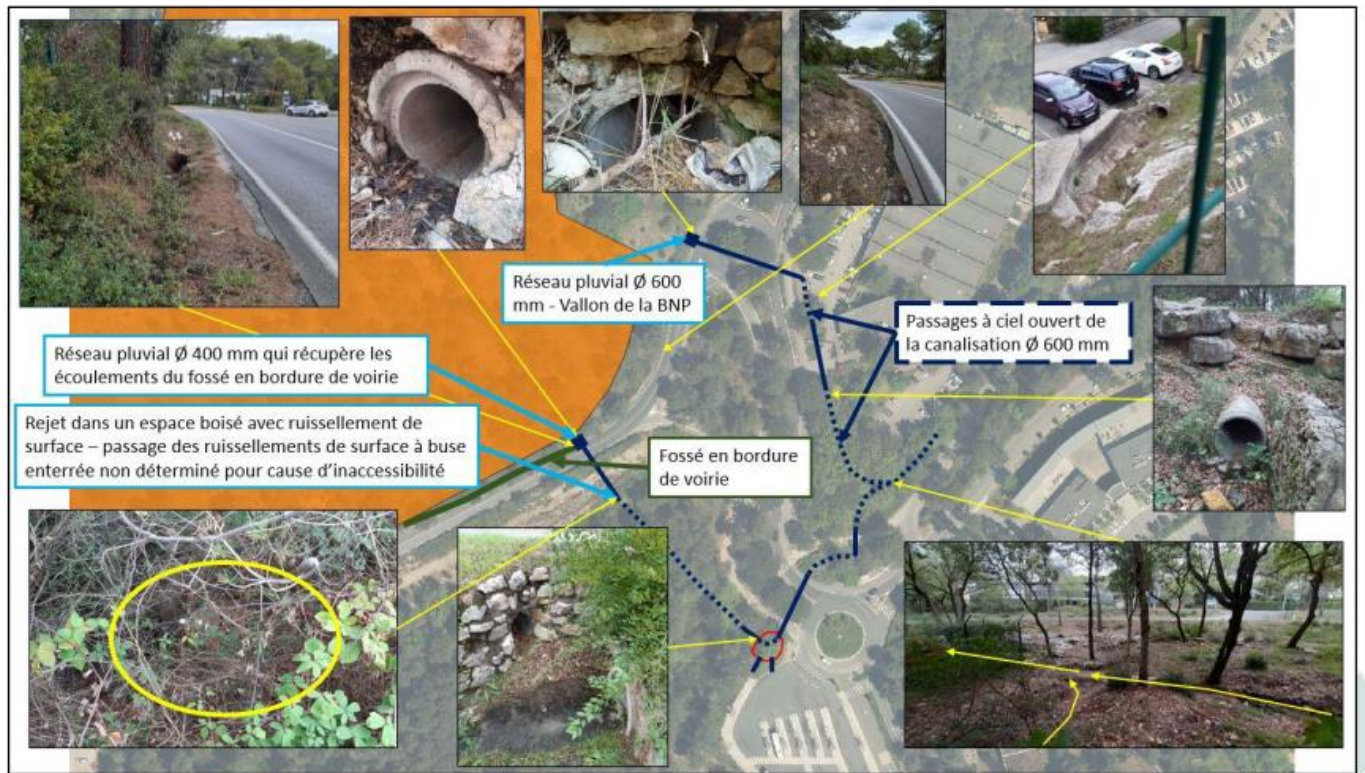 Réseau pluvial Ø 600
mm - Vallon de la BNP
Passages à ciel ouvert de
la canalisation Ø 600 mm
Réseau pluvial Ø 400 mm qui récupère les
écoulements du fossé en bordure de voirie
Rejet dans un espace boisé avec ruissellement de
surface – passage des ruissellements de surface à buse
enterrée non déterminé pour cause d’inaccessibilité
Fossé en bordure
de voirie